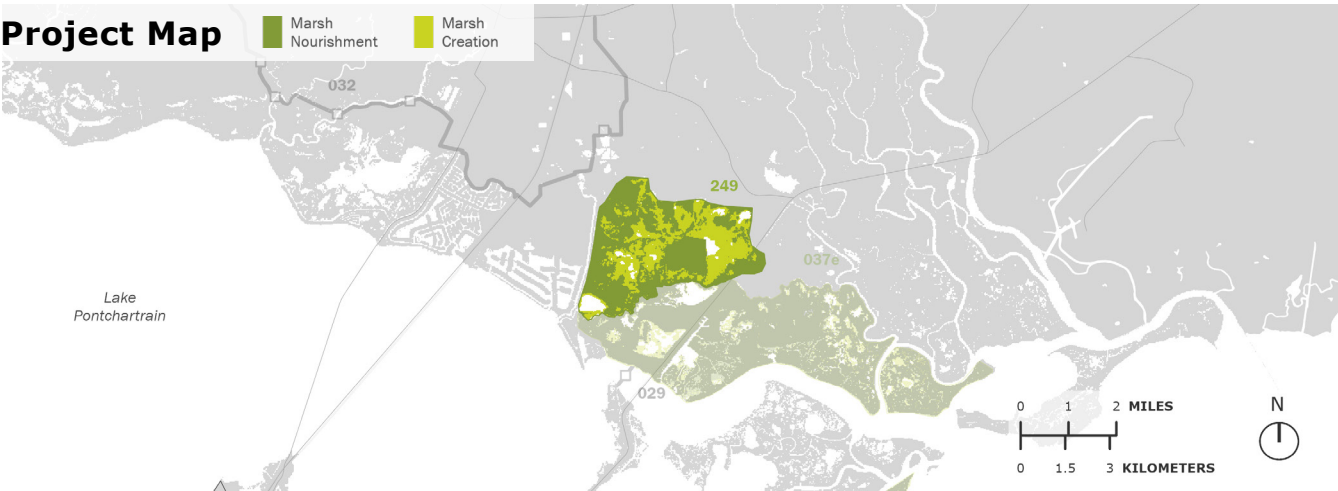 Project Map
Marsh
Nourishment
Marsh
Creation
032
249
037e
Lake
Pontchartrain
029
0 1 2 MILES
0 1.5 3 KILOMETERS
N